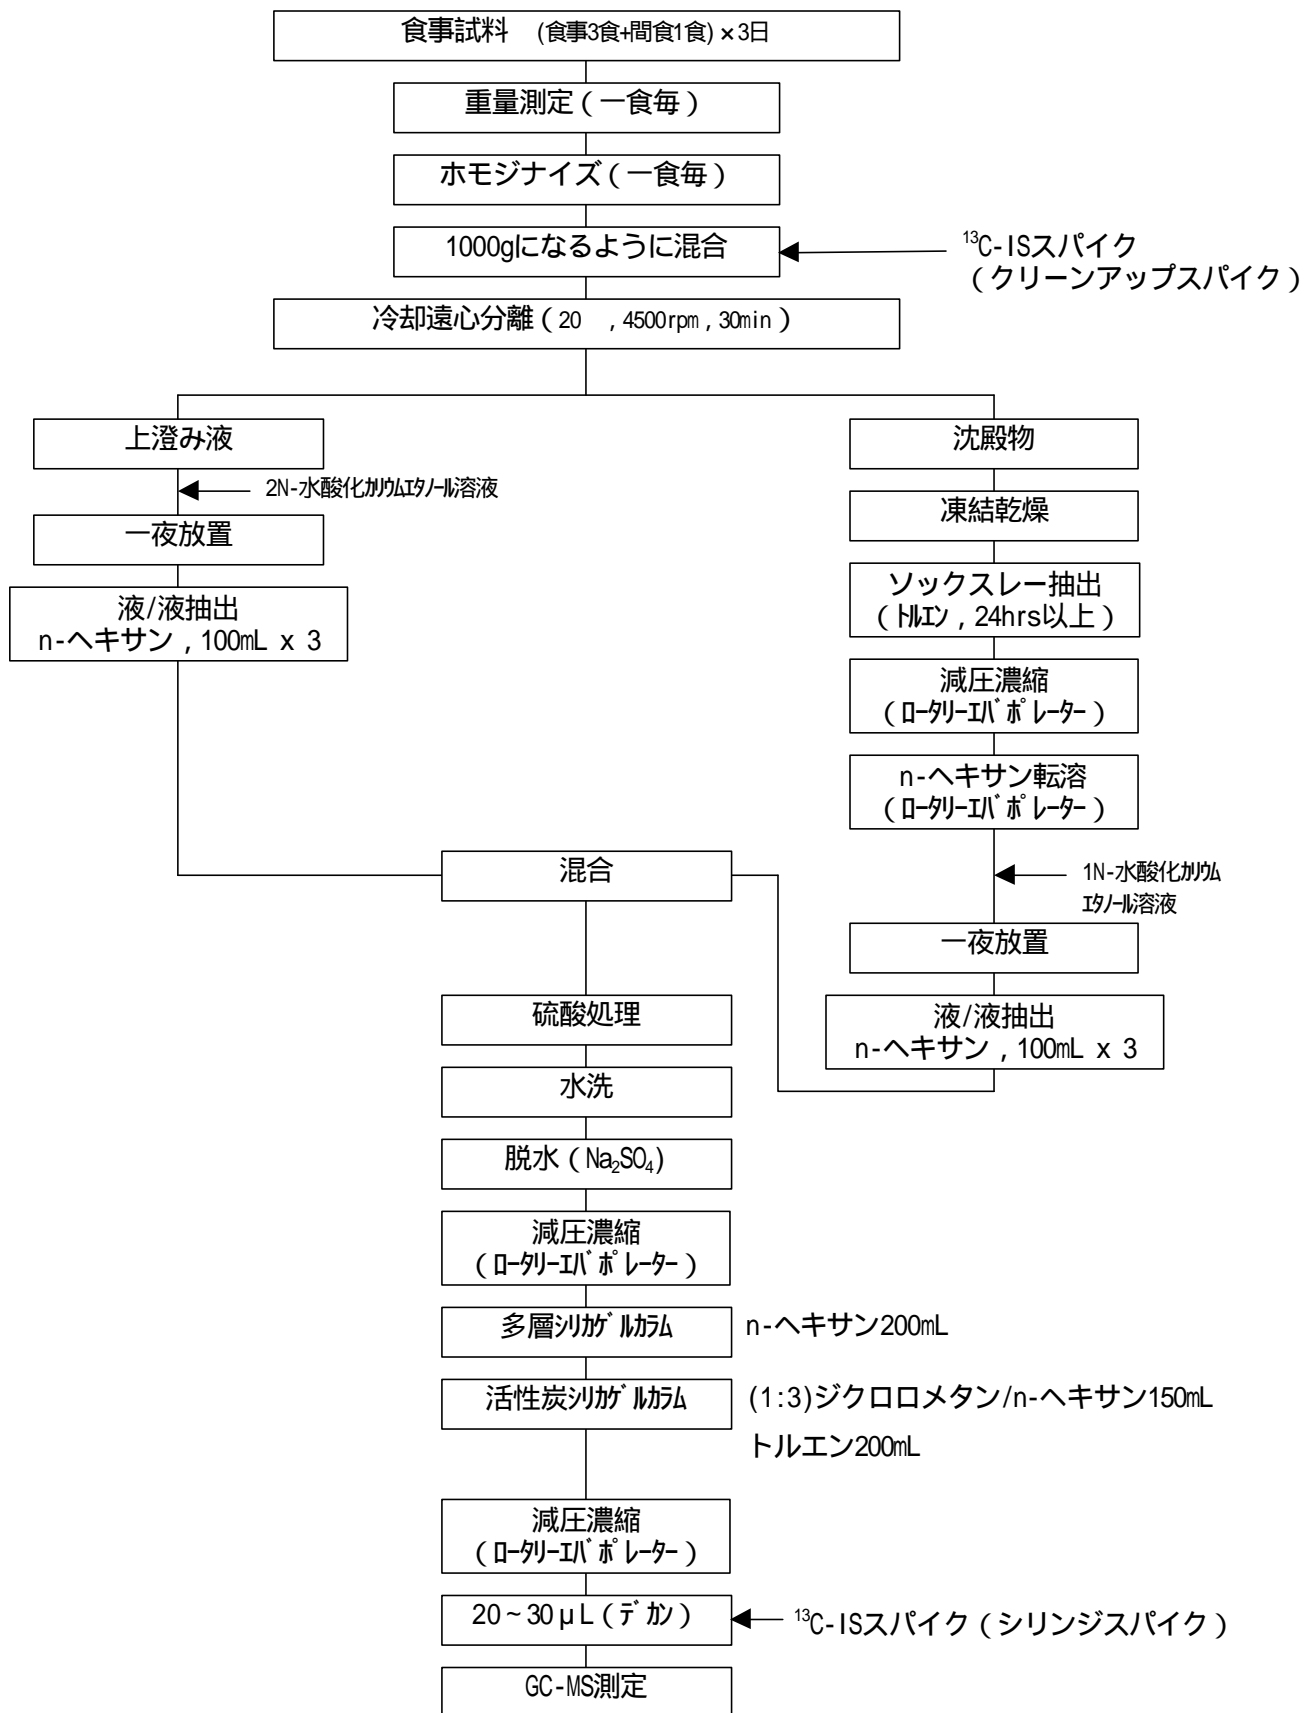 食事試料 (食事3食+間食1食)×3日
重量測定（一食毎）
ホモジナイズ（一食毎）
1000gになるように混合
¹³C-ISスパイク
（クリーンアップスパイク）
冷却遠心分離（20 ,4500rpm,30min）
上澄み液
沈殿物
2N-水酸化ｶﾘｳﾑｴﾀﾉｰﾙ溶液
一夜放置
凍結乾燥
液/液抽出
n-ヘキサン,100mL x 3
ソックスレー抽出
（ﾄﾙｴﾝ,24hrs以上）
減圧濃縮
（ﾛｰﾀﾘｰｴﾊﾞﾎﾟﾚｰﾀｰ）
n-ヘキサン転溶
（ﾛｰﾀﾘｰｴﾊﾞﾎﾟﾚｰﾀｰ）
混合
1N-水酸化ｶﾘｳﾑ
ｴﾀﾉｰﾙ溶液
一夜放置
硫酸処理
液/液抽出
n-ヘキサン,100mL x 3
水洗
脱水（Na₂SO₄)
減圧濃縮
（ﾛｰﾀﾘｰｴﾊﾞﾎﾟﾚｰﾀｰ）
多層ｼﾘｶｹﾞﾙｶﾗﾑ n-ヘキサン200mL
活性炭ｼﾘｶｹﾞﾙｶﾗﾑ (1:3)ジクロロメタン/n-ヘキサン150mL
トルエン200mL
減圧濃縮
（ﾛｰﾀﾘｰｴﾊﾞﾎﾟﾚｰﾀｰ）
20~30μL（ﾃﾞｶﾝ） ¹³C-ISスパイク（シリンジスパイク）
GC-MS測定